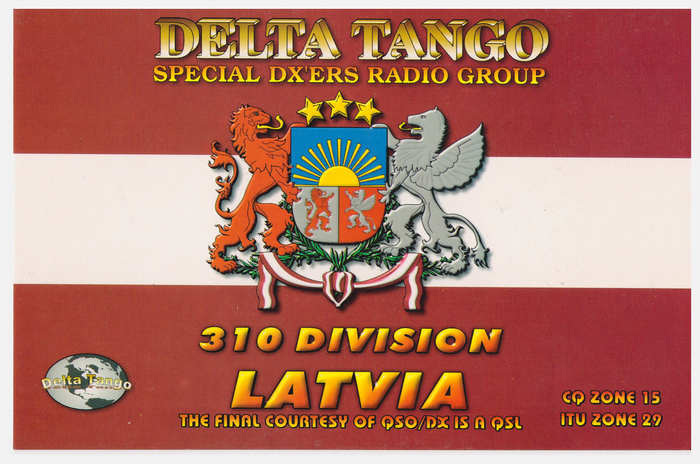 DELTA TANGO
SPECIAL DX'ERS RADIO GROUP
310 DIVISION
LATVIA
THE FINAL COURTESY OF QSO/DX IS A QSL
Delta Tango
CQ ZONE 15
ITU ZONE 29